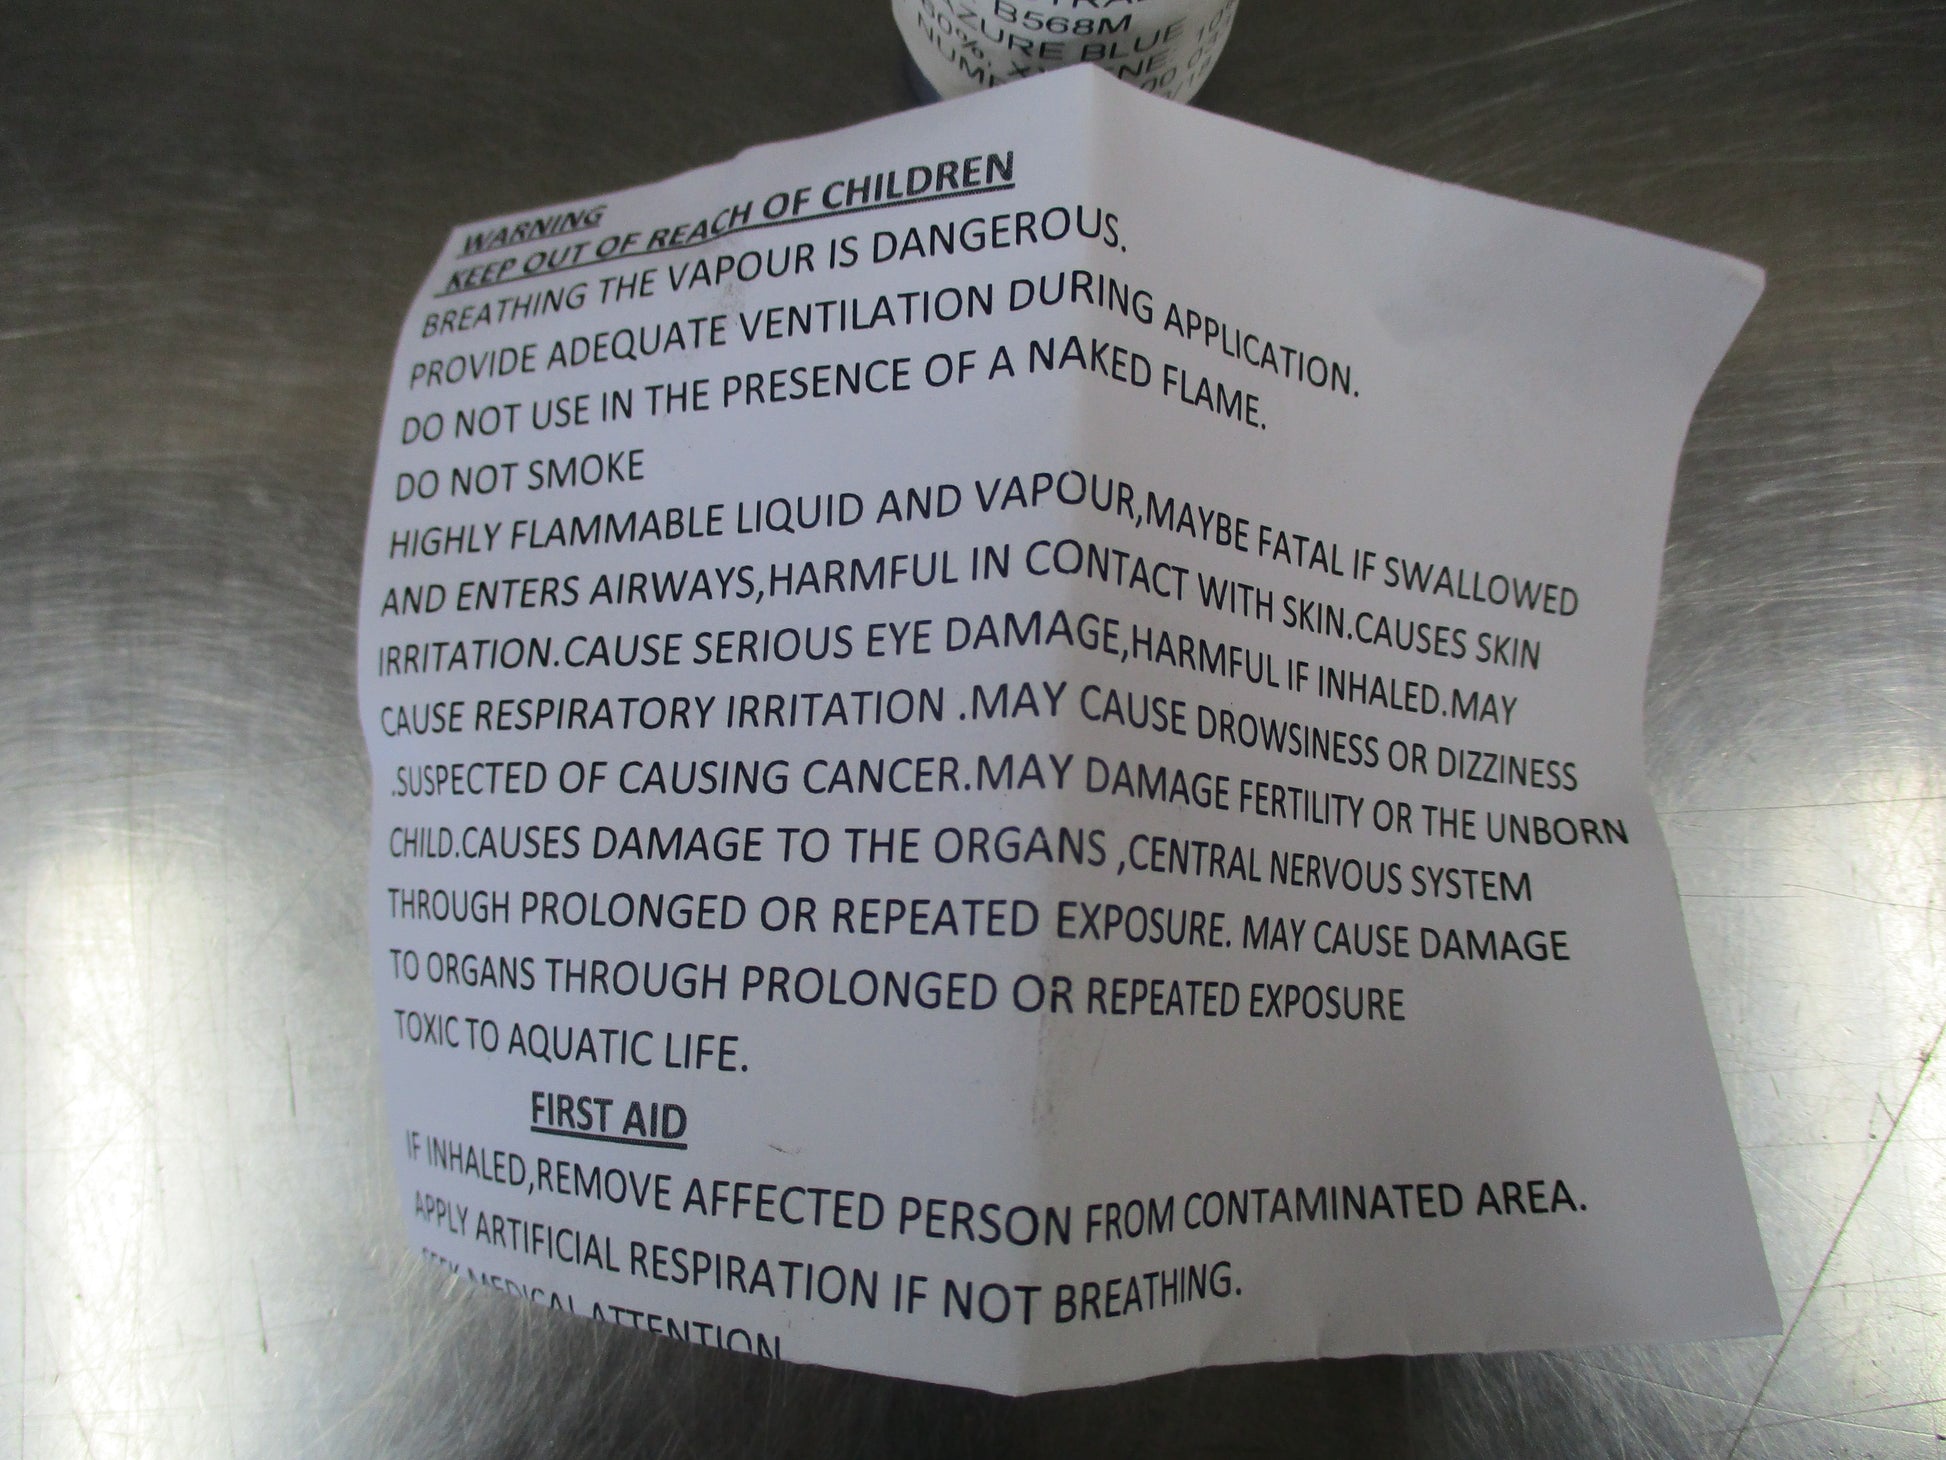 B568M
AZURE BLUE
60%,
WARNING
KEEP OUT OF REACH OF CHILDREN
BREATHING THE VAPOUR IS DANGEROUS.
PROVIDE ADEQUATE VENTILATION DURING APPLICATION.
DO NOT USE IN THE PRESENCE OF A NAKED FLAME.
DO NOT SMOKE
HIGHLY FLAMMABLE LIQUID AND VAPOUR,MAYBE FATAL IF SWALLOWED
AND ENTERS AIRWAYS,HARMFUL IN CONTACT WITH SKIN.CAUSES SKIN
IRRITATION.CAUSE SERIOUS EYE DAMAGE,HARMFUL IF INHALED.MAY
CAUSE RESPIRATORY IRRITATION .MAY CAUSE DROWSINESS OR DIZZINESS
.SUSPECTED OF CAUSING CANCER.MAY DAMAGE FERTILITY OR THE UNBORN
CHILD.CAUSES DAMAGE TO THE ORGANS ,CENTRAL NERVOUS SYSTEM
THROUGH PROLONGED OR REPEATED EXPOSURE. MAY CAUSE DAMAGE
TO ORGANS THROUGH PROLONGED OR REPEATED EXPOSURE
TOXIC TO AQUATIC LIFE.
FIRST AID
IF INHALED,REMOVE AFFECTED PERSON FROM CONTAMINATED AREA.
APPLY ARTIFICIAL RESPIRATION IF NOT BREATHING.
SEEK MEDICAL ATTENTION